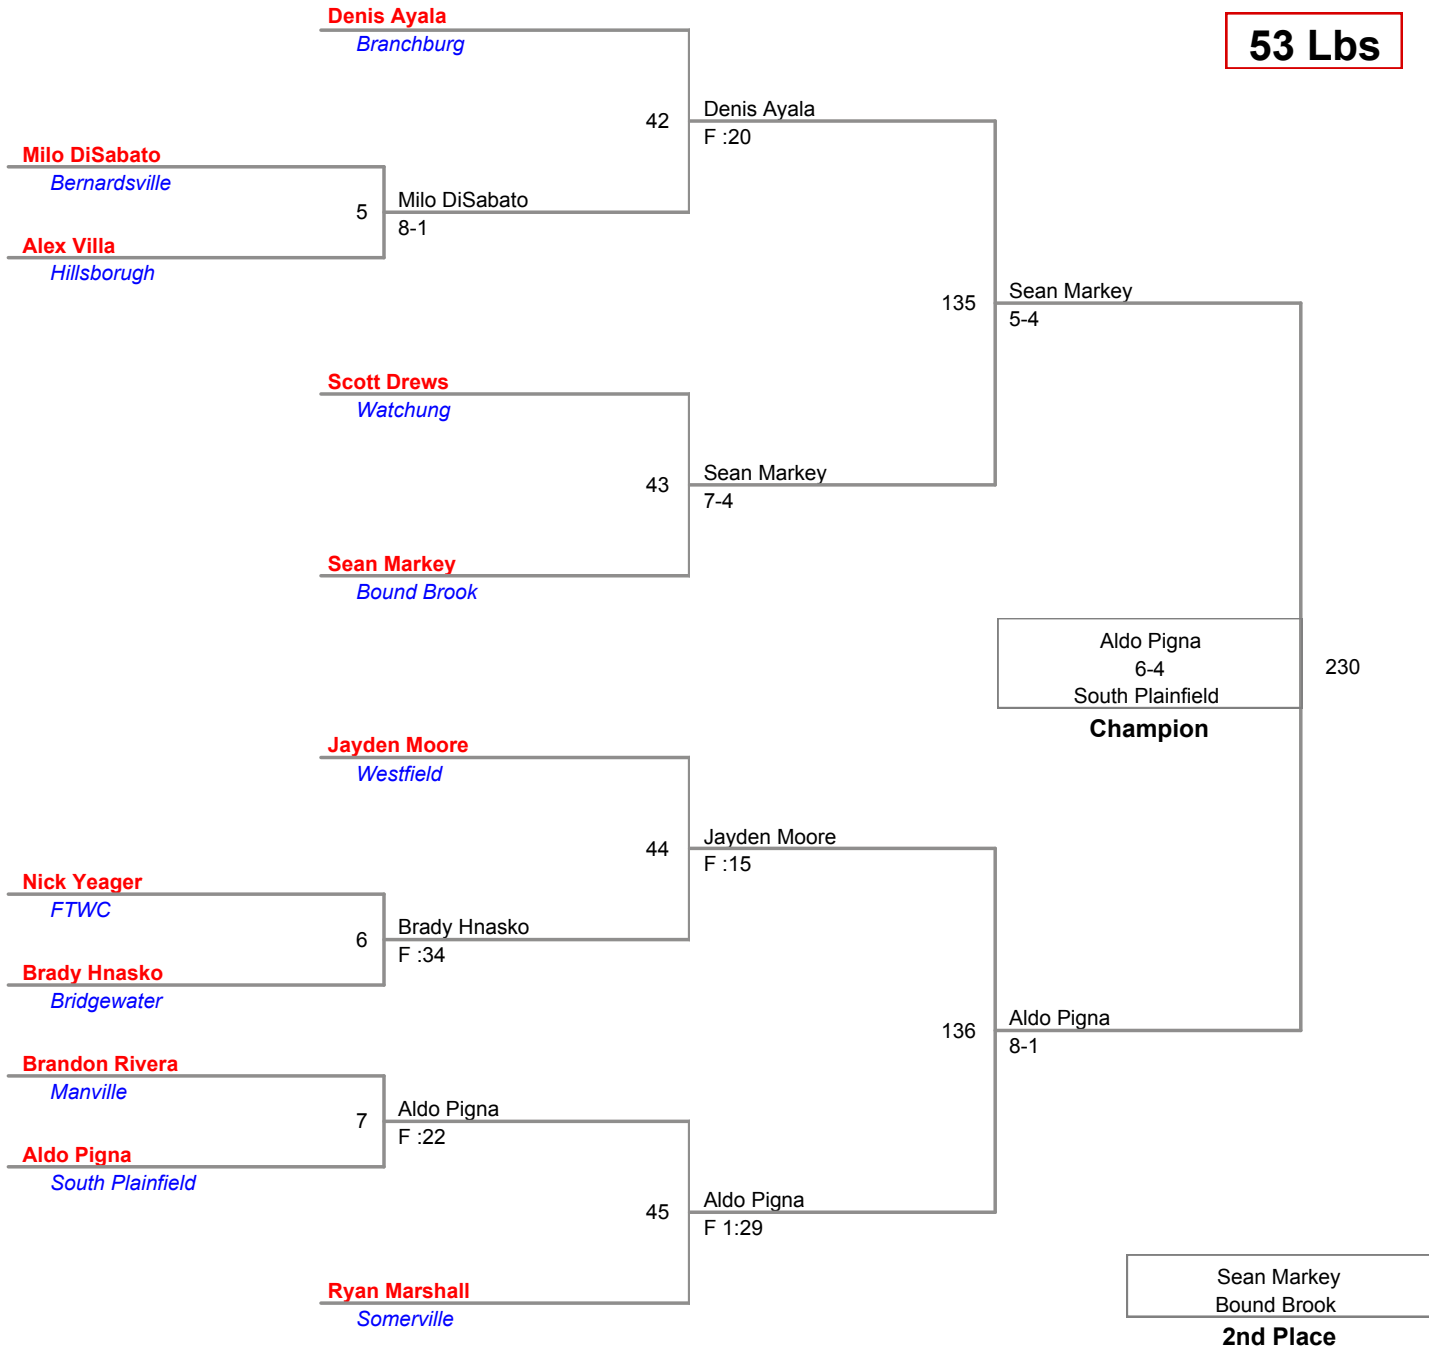 Denis Ayala
Branchburg
53 Lbs
42
Denis Ayala
F :20
Milo DiSabato
Bernardsville
5
Milo DiSabato
8-1
Alex Villa
Hillsborugh
135
Sean Markey
5-4
Scott Drews
Watchung
43
Sean Markey
7-4
Sean Markey
Bound Brook
Aldo Pigna
6-4
South Plainfield
230
Champion
Jayden Moore
Westfield
44
Jayden Moore
F :15
Nick Yeager
FTWC
6
Brady Hnasko
F :34
Brady Hnasko
Bridgewater
136
Aldo Pigna
8-1
Brandon Rivera
Manville
7
Aldo Pigna
F :22
Aldo Pigna
South Plainfield
45
Aldo Pigna
F 1:29
Ryan Marshall
Somerville
Sean Markey
Bound Brook
2nd Place